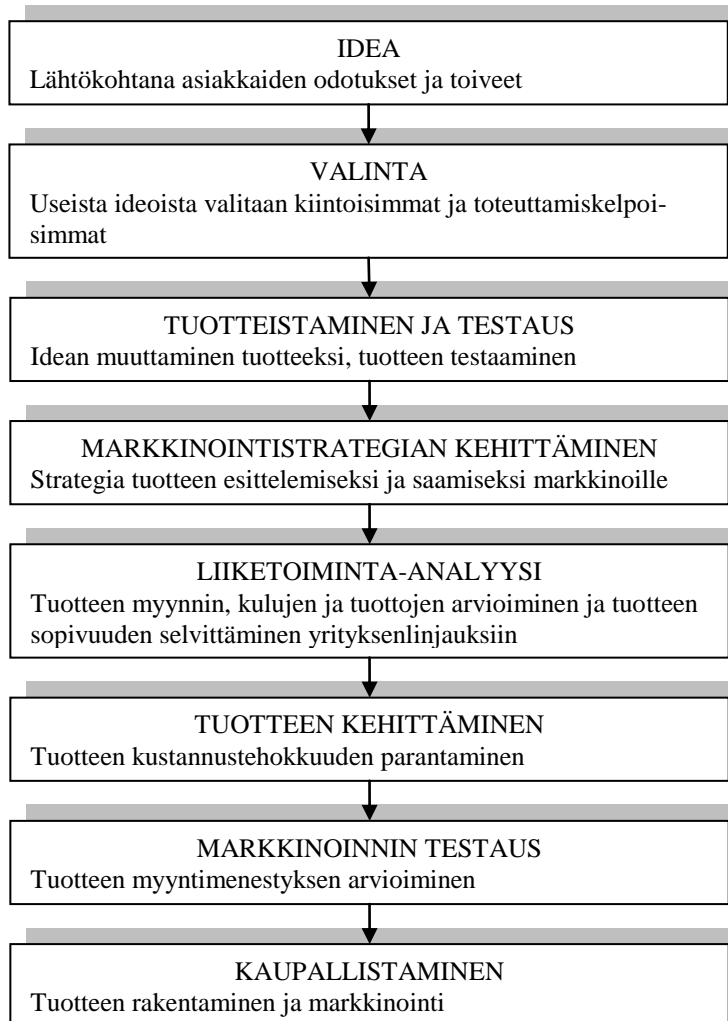 IDEA
Lähtökohtana asiakkaiden odotukset ja toiveet
VALINTA
Useista ideoista valitaan kiintoisimmat ja toteuttamiskelpoi-
simmat
TUOTTEISTAMINEN JA TESTAUS
Idean muuttaminen tuotteeksi, tuotteen testaaminen
MARKKINOINTISTRATEGIAN KEHITTÄMINEN
Strategia tuotteen esittelemiseksi ja saamiseksi markkinoille
LIIKETOIMINTA-ANALYYSI
Tuotteen myynnin, kulujen ja tuottojen arvioiminen ja tuotteen
sopivuuden selvittäminen yrityksenlinjauksiin
TUOTTEEN KEHITTÄMINEN
Tuotteen kustannustehokkuuden parantaminen
MARKKINOINNIN TESTAUS
Tuotteen myyntimenestyksen arvioiminen
KAUPALLISTAMINEN
Tuotteen rakentaminen ja markkinointi